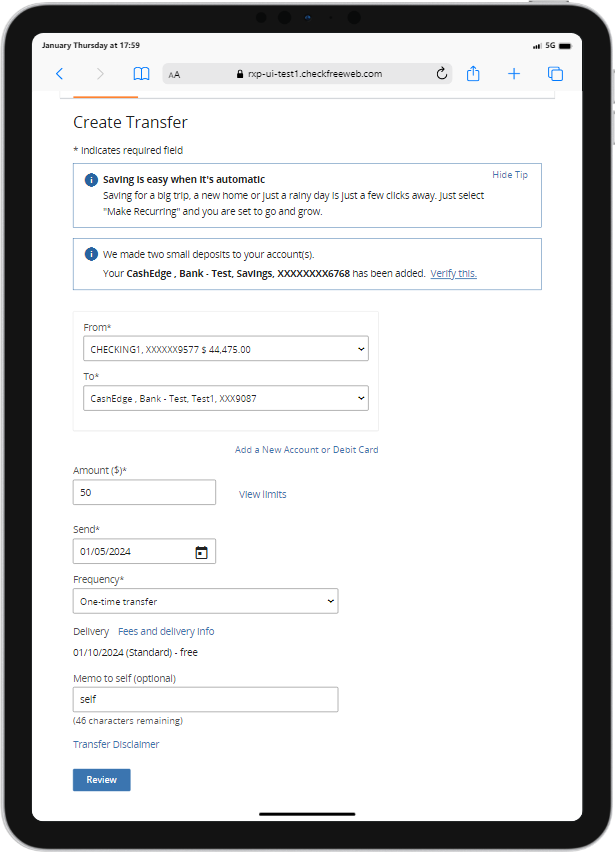 January Thursday at 17:59
5G
AA
rxp-ui-test1.checkfreeweb.com
Create Transfer
* Indicates required field
Saving is easy when it's automatic
Hide Tip
Saving for a big trip, a new home or just a rainy day is just a few clicks away. Just select
"Make Recurring" and you are set to go and grow.
We made two small deposits to your account(s).
Your CashEdge , Bank - Test, Savings, XXXXXXXX6768 has been added. Verify this.
From*
CHECKING1, XXXXXX9577 $ 44,475.00
To*
CashEdge , Bank - Test, Test1, XXX9087
Add a New Account or Debit Card
Amount ($)*
50
View limits
Send*
01/05/2024
Frequency*
One-time transfer
Delivery Fees and delivery info
01/10/2024 (Standard) - free
Memo to self (optional)
self
(46 characters remaining)
Transfer Disclaimer
Review